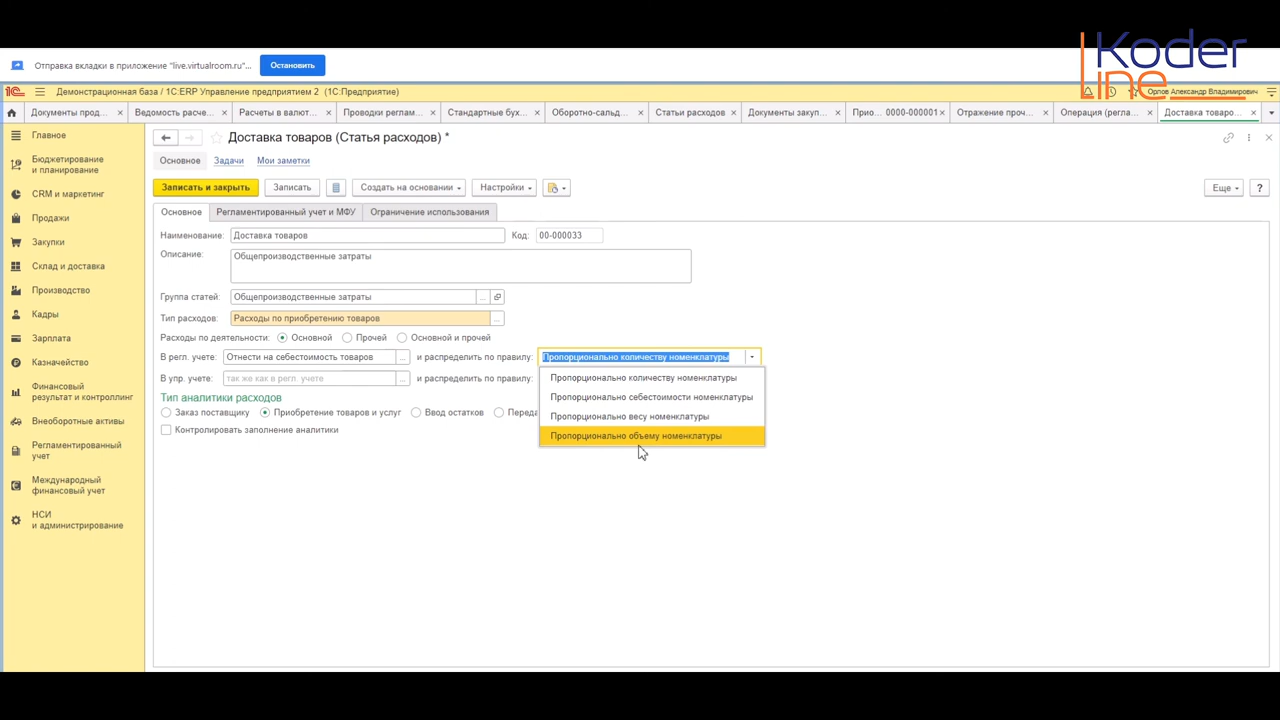 Koder
Line
Отправка вкладки в приложение "live.virtualroom.ru"... Остановить
1С Демонстрационная база / 1С:ERP Управление предприятием 2 (1С:Предприятие) Орлов Александр Владимирович
Документы прод... × Ведомость расче... × Расчеты в валют... × Проводки регламен... × Стандартные бух... × Оборотно-сальд... × Статьи расходов × Документы закуп... × Прио... 0000-000001 × Отражение проч... × Операция (регла... × Доставка товаро... ×
Главное
Бюджетирование
и планирование
CRM и маркетинг
Продажи
Закупки
Склад и доставка
Производство
Кадры
Зарплата
Казначейство
Финансовый
результат и контроллинг
Внеоборотные активы
Регламентированный
учет
Международный
финансовый учет
НСИ
и администрирование
Доставка товаров (Статья расходов) *
Основное Задачи Мои заметки
Записать и закрыть Записать Создать на основании Настройки Еще ?
Основное Регламентированный учет и МФУ Ограничение использования
Наименование: Доставка товаров Код: 00-000033
Описание: Общепроизводственные затраты
Группа статей: Общепроизводственные затраты ...
Тип расходов: Расходы по приобретению товаров ...
Расходы по деятельности: Основной Прочей Основной и прочей
В регл. учете: Отнести на себестоимость товаров ... и распределить по правилу: Пропорционально количеству номенклатуры
В упр. учете: так же как в регл. учете ... и распределить по правилу:
Пропорционально количеству номенклатуры
Пропорционально себестоимости номенклатуры
Пропорционально весу номенклатуры
Пропорционально объему номенклатуры
Тип аналитики расходов
Заказ поставщику Приобретение товаров и услуг Ввод остатков Переда
Контролировать заполнение аналитики